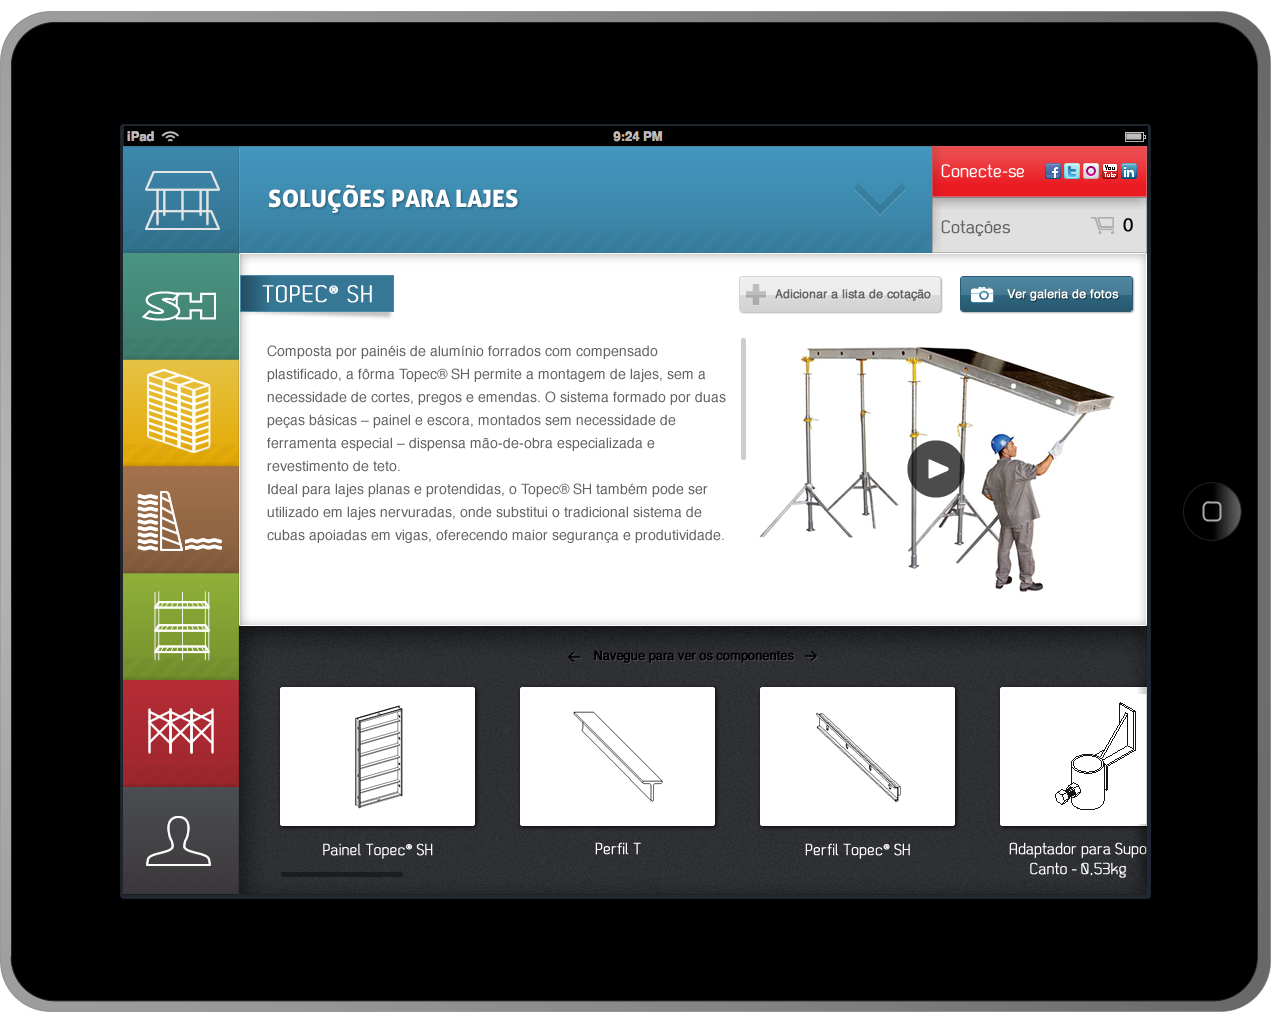 iPad
9:24 PM
SOLUÇÕES PARA LAJES
Conecte-se
f t You Tube in
Cotações
0
SH
TOPEC® SH
Adicionar a lista de cotação
Ver galeria de fotos
Composta por painéis de alumínio forrados com compensado
plastificado, a fôrma Topec® SH permite a montagem de lajes, sem a
necessidade de cortes, pregos e emendas. O sistema formado por duas
peças básicas – painel e escora, montados sem necessidade de
ferramenta especial – dispensa mão-de-obra especializada e
revestimento de teto.
Ideal para lajes planas e protendidas, o Topec® SH também pode ser
utilizado em lajes nervuradas, onde substitui o tradicional sistema de
cubas apoiadas em vigas, oferecendo maior segurança e produtividade.
← Navegue para ver os componentes →
Painel Topec® SH
Perfil T
Perfil Topec® SH
Adaptador para Supo
Canto - 0,53kg